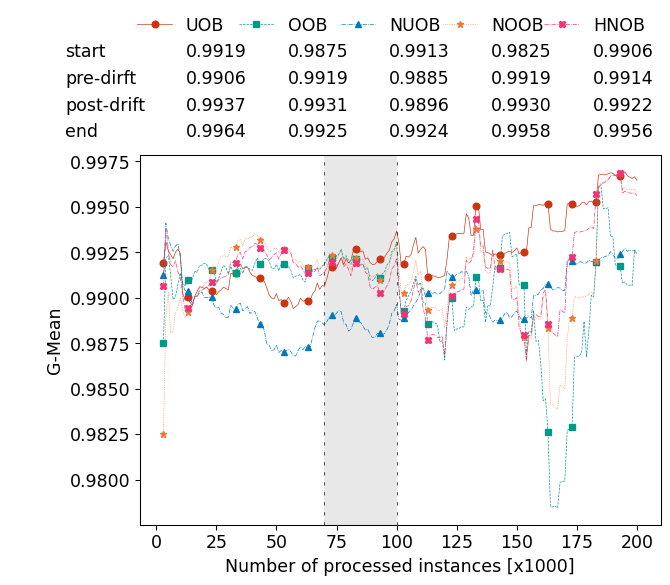 UOB OOB NUOB NOOB HNOB
start 0.9919 0.9875 0.9913 0.9825 0.9906
pre-dirft 0.9906 0.9919 0.9885 0.9919 0.9914
post-drift 0.9937 0.9931 0.9896 0.9930 0.9922
end 0.9964 0.9925 0.9924 0.9958 0.9956
0.9975
0.9950
0.9925
0.9900
0.9875
0.9850
0.9825
0.9800
G-Mean
0 25 50 75 100 125 150 175 200
Number of processed instances [x1000]